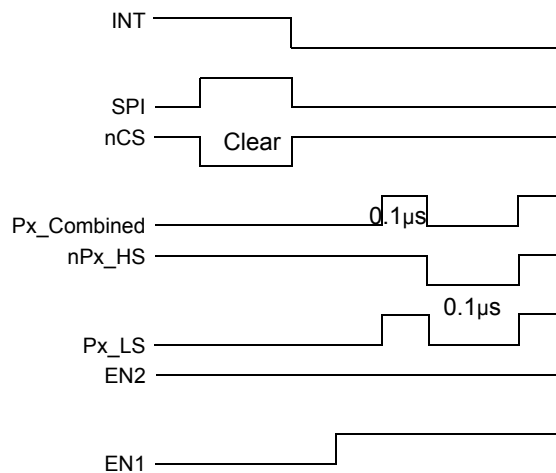 INT
SPI
nCS
Clear
Px_Combined
0.1µs
nPx_HS
0.1µs
Px_LS
EN2
EN1